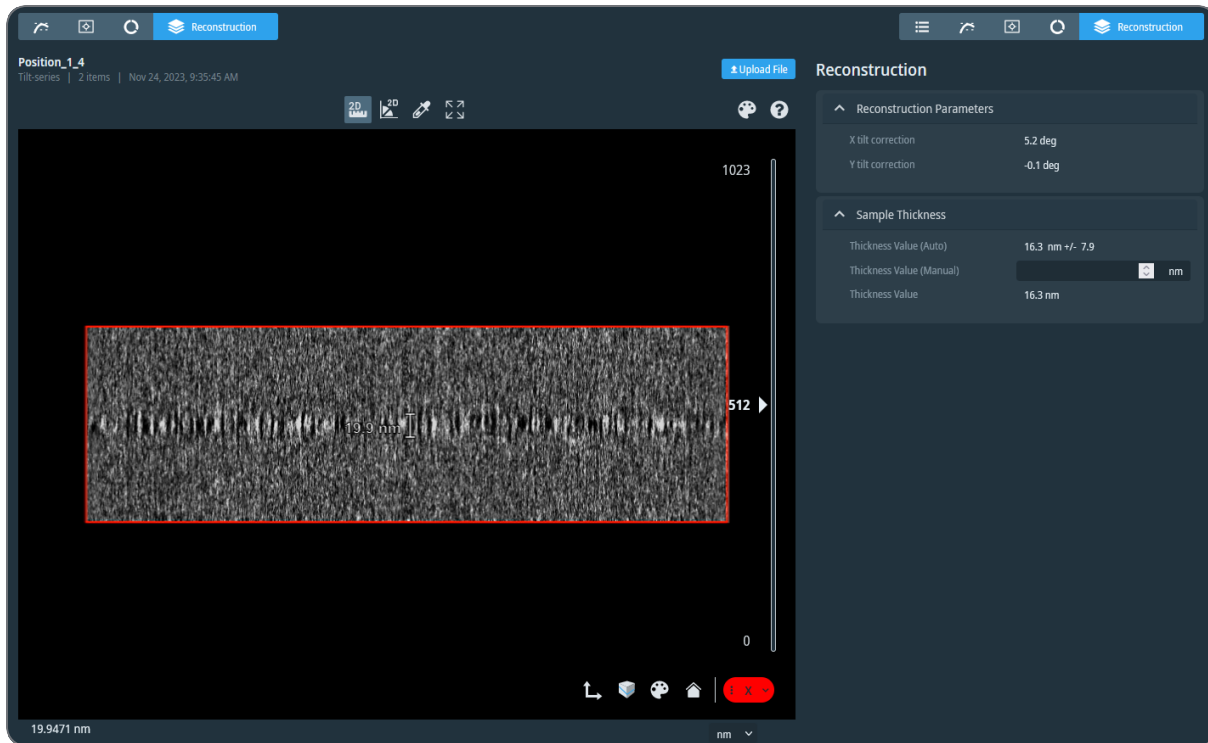 Reconstruction
Reconstruction
Position_1_4
Tilt-series | 2 items | Nov 24, 2023, 9:35:45 AM
Upload File
2D
2D
1023
19.9 nm
512
0
X
19.9471 nm
nm
Reconstruction
Reconstruction Parameters
X tilt correction 5.2 deg
Y tilt correction -0.1 deg
Sample Thickness
Thickness Value (Auto) 16.3 nm +/- 7.9
Thickness Value (Manual) nm
Thickness Value 16.3 nm